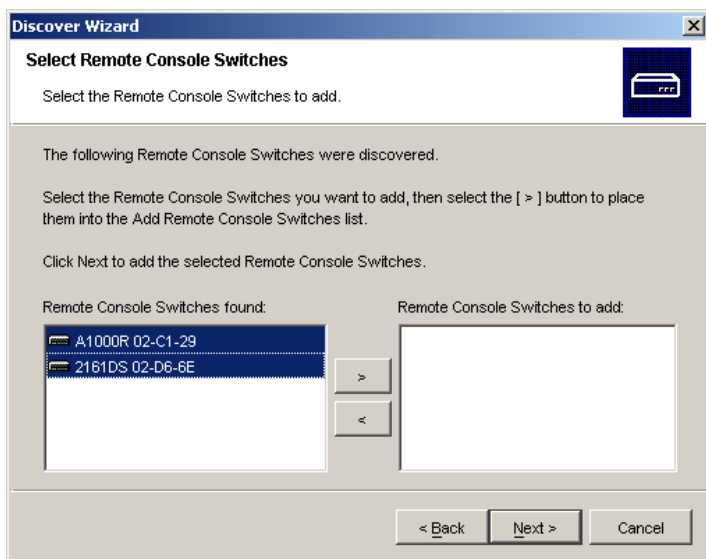 Discover Wizard
Select Remote Console Switches
Select the Remote Console Switches to add.
The following Remote Console Switches were discovered.
Select the Remote Console Switches you want to add, then select the [ > ] button to place
them into the Add Remote Console Switches list.
Click Next to add the selected Remote Console Switches.
Remote Console Switches found:
Remote Console Switches to add:
A1000R 02-C1-29
2161DS 02-D6-6E
>
<
< Back
Next >
Cancel